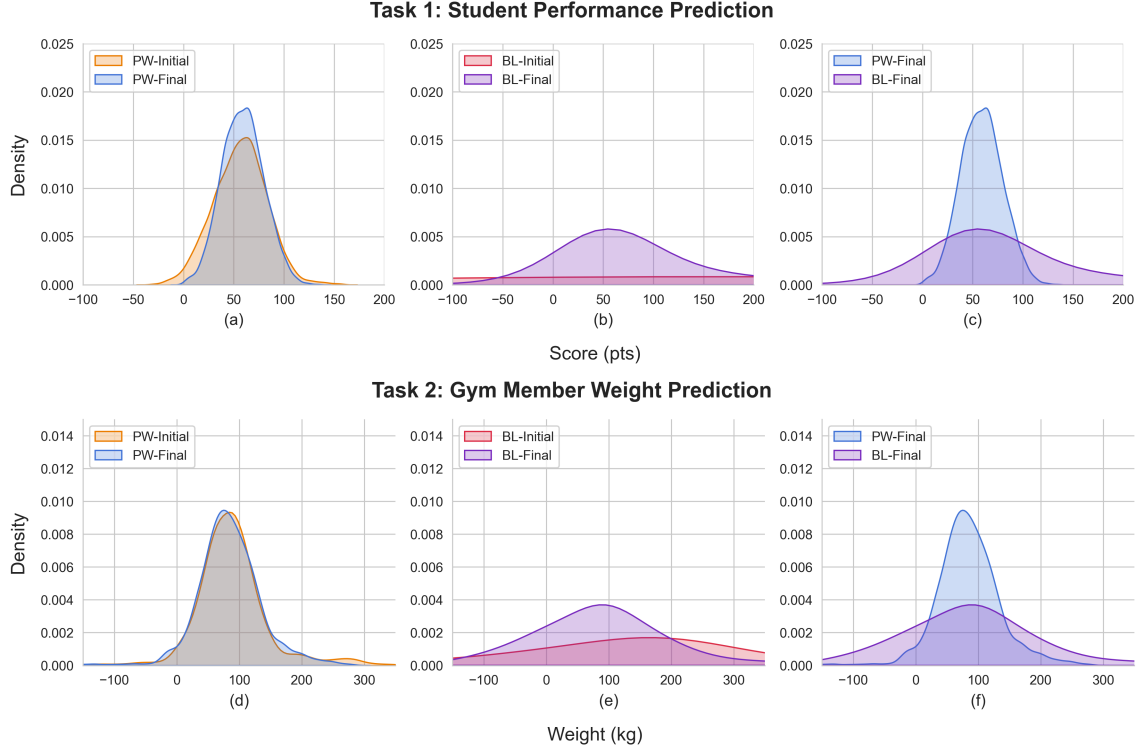 Task 1: Student Performance Prediction
Density
0.025
0.020
0.015
0.010
0.005
0.000
PW-Initial
PW-Final
−100 −50 0 50 100 150 200
(a)
0.025
0.020
0.015
0.010
0.005
0.000
BL-Initial
BL-Final
−100 −50 0 50 100 150 200
(b)
0.025
0.020
0.015
0.010
0.005
0.000
PW-Final
BL-Final
−100 −50 0 50 100 150 200
(c)
Score (pts)
Task 2: Gym Member Weight Prediction
Density
0.014
0.012
0.010
0.008
0.006
0.004
0.002
0.000
PW-Initial
PW-Final
−100 0 100 200 300
(d)
0.014
0.012
0.010
0.008
0.006
0.004
0.002
0.000
BL-Initial
BL-Final
−100 0 100 200 300
(e)
0.014
0.012
0.010
0.008
0.006
0.004
0.002
0.000
PW-Final
BL-Final
−100 0 100 200 300
(f)
Weight (kg)